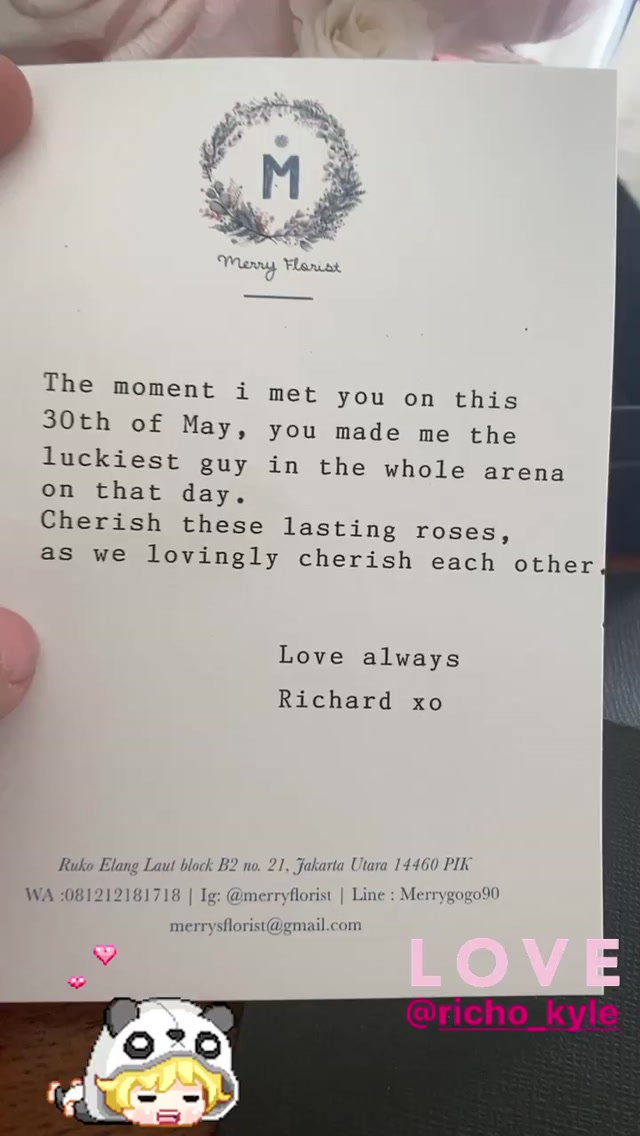 M
Merry Florist
The moment i met you on this
30th of May, you made me the
luckiest guy in the whole arena
on that day.
Cherish these lasting roses,
as we lovingly cherish each other.
Love always
Richard xo
Ruko Elang Laut block B2 no. 21, Jakarta Utara 14460 PIK
WA :081212181718 | Ig: @merryflorist | Line : Merrygogo90
merrysflorist@gmail.com
LOVE
@richo_kyle